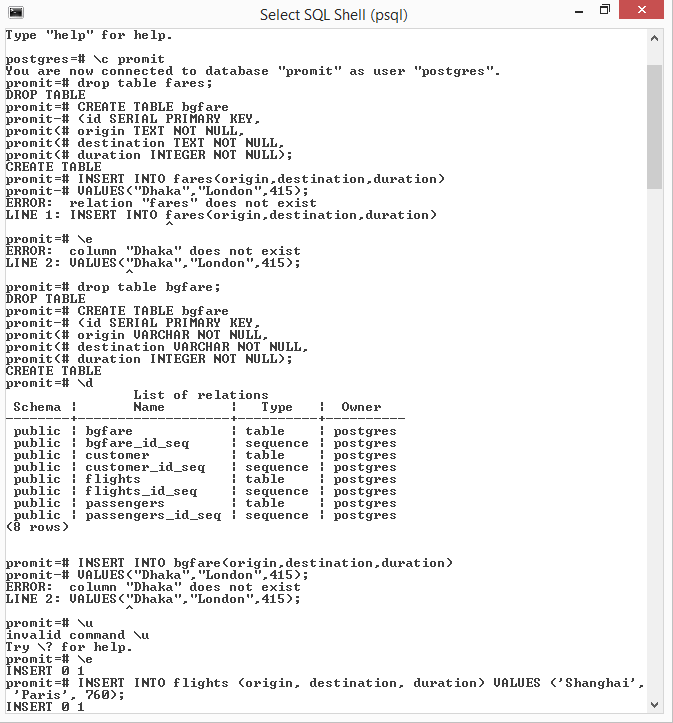 Select SQL Shell (psql)
Type "help" for help.
postgres=# \c promit
You are now connected to database "promit" as user "postgres".
promit=# drop table fares;
DROP TABLE
promit=# CREATE TABLE bgfare
promit-# (id SERIAL PRIMARY KEY,
promit(# origin TEXT NOT NULL,
promit(# destination TEXT NOT NULL,
promit(# duration INTEGER NOT NULL);
CREATE TABLE
promit=# INSERT INTO fares(origin,destination,duration)
promit-# VALUES("Dhaka","London",415);
ERROR:  relation "fares" does not exist
LINE 1: INSERT INTO fares(origin,destination,duration)
                    ^
promit=# \e
ERROR:  column "Dhaka" does not exist
LINE 2: VALUES("Dhaka","London",415);
               ^
promit=# drop table bgfare;
DROP TABLE
promit=# CREATE TABLE bgfare
promit-# (id SERIAL PRIMARY KEY,
promit(# origin VARCHAR NOT NULL,
promit(# destination VARCHAR NOT NULL,
promit(# duration INTEGER NOT NULL);
CREATE TABLE
promit=# \d
                List of relations
 Schema ¦       Name        ¦   Type   ¦  Owner
--------+-------------------+----------+----------
 public ¦ bgfare            ¦ table    ¦ postgres
 public ¦ bgfare_id_seq     ¦ sequence ¦ postgres
 public ¦ customer          ¦ table    ¦ postgres
 public ¦ customer_id_seq   ¦ sequence ¦ postgres
 public ¦ flights           ¦ table    ¦ postgres
 public ¦ flights_id_seq    ¦ sequence ¦ postgres
 public ¦ passengers        ¦ table    ¦ postgres
 public ¦ passengers_id_seq ¦ sequence ¦ postgres
(8 rows)
promit=# INSERT INTO bgfare(origin,destination,duration)
promit-# VALUES("Dhaka","London",415);
ERROR:  column "Dhaka" does not exist
LINE 2: VALUES("Dhaka","London",415);
               ^
promit=# \u
invalid command \u
Try \? for help.
promit=# \e
INSERT 0 1
promit=# INSERT INTO flights (origin, destination, duration) VALUES ('Shanghai',
 'Paris', 760);
INSERT 0 1